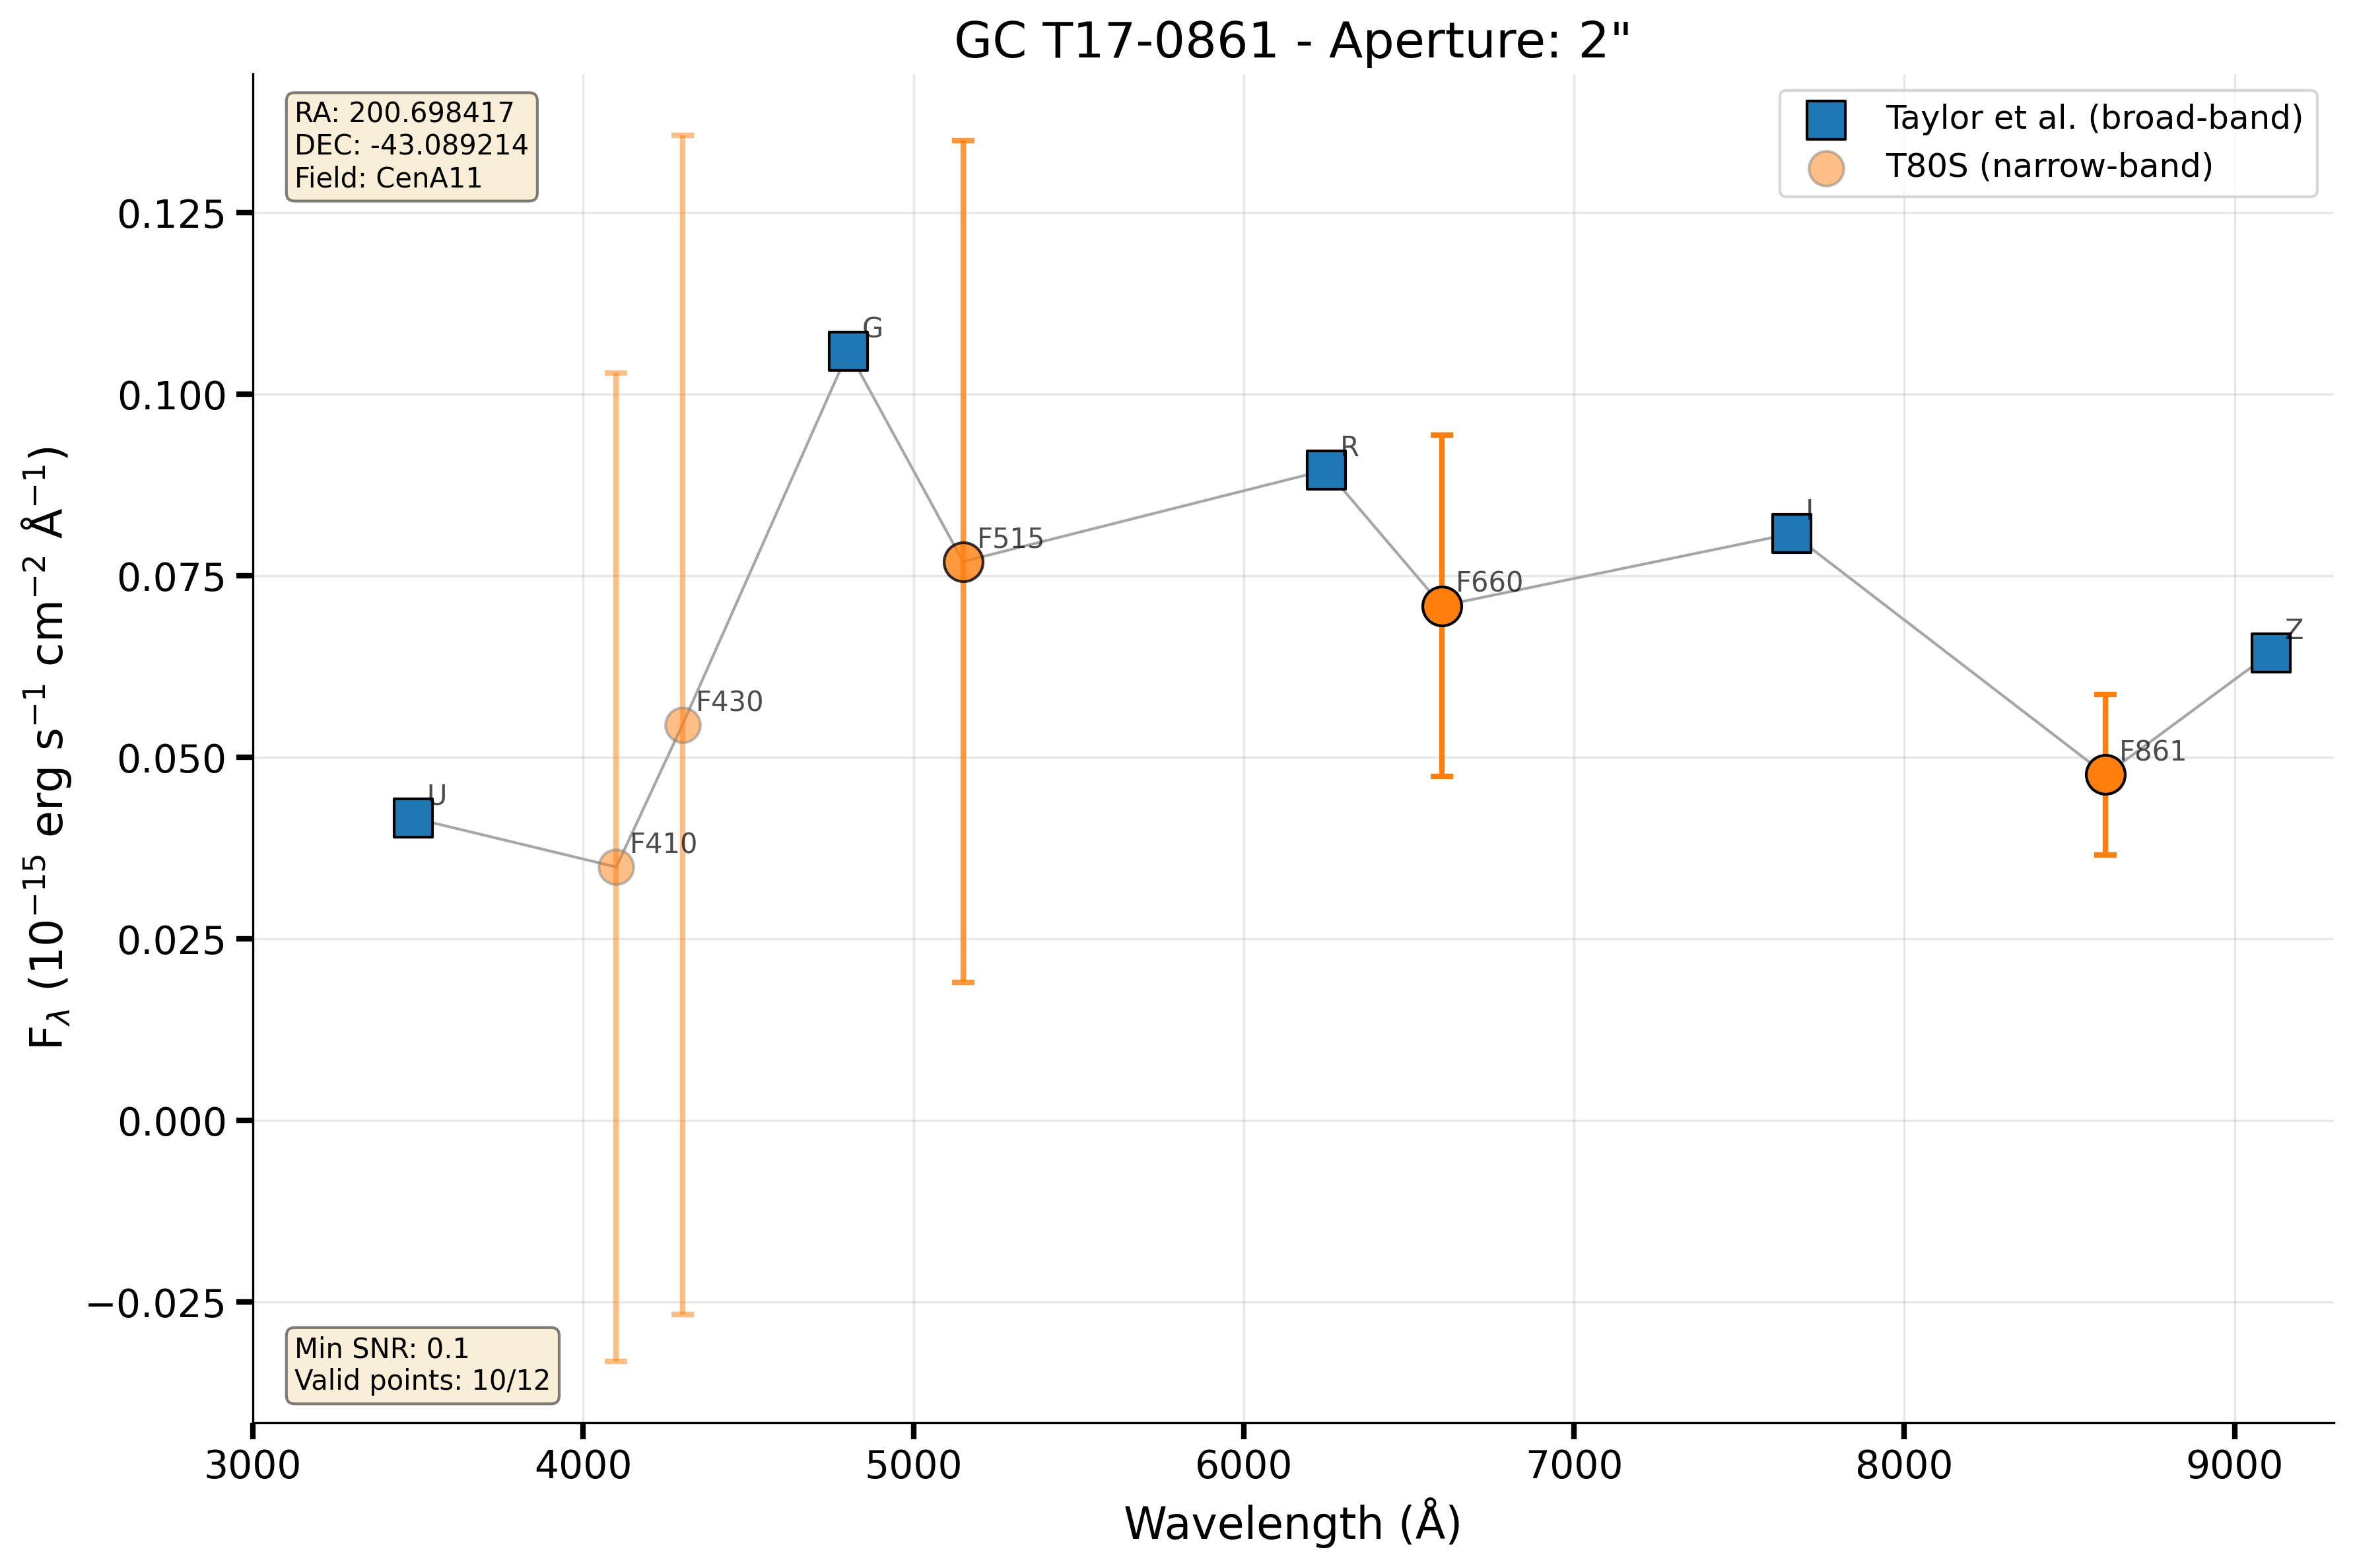 GC T17-0861 - Aperture: 2"
RA: 200.698417
DEC: -43.089214
Field: CenA11
Taylor et al. (broad-band)
T80S (narrow-band)
F_λ (10⁻¹⁵ erg s⁻¹ cm⁻² Å⁻¹)
0.125
0.100
0.075
0.050
0.025
0.000
−0.025
U
F410
F430
G
F515
R
F660
I
F861
Z
Min SNR: 0.1
Valid points: 10/12
3000 4000 5000 6000 7000 8000 9000
Wavelength (Å)